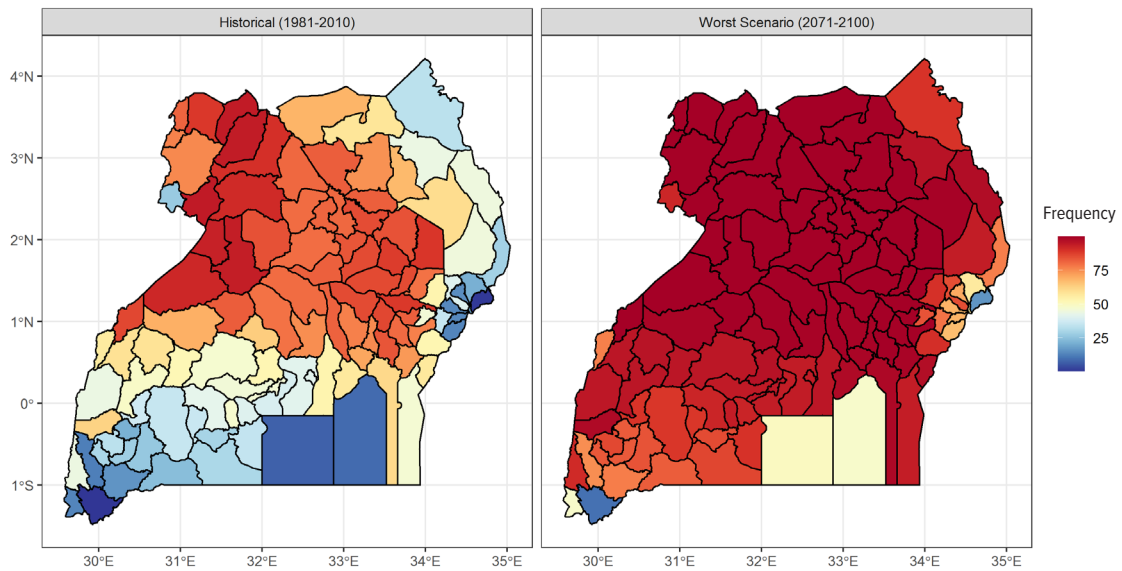 Historical (1981-2010)
Worst Scenario (2071-2100)
4°N
3°N
2°N
1°N
0°
1°S
30°E 31°E 32°E 33°E 34°E 35°E
30°E 31°E 32°E 33°E 34°E 35°E
Frequency
75
50
25